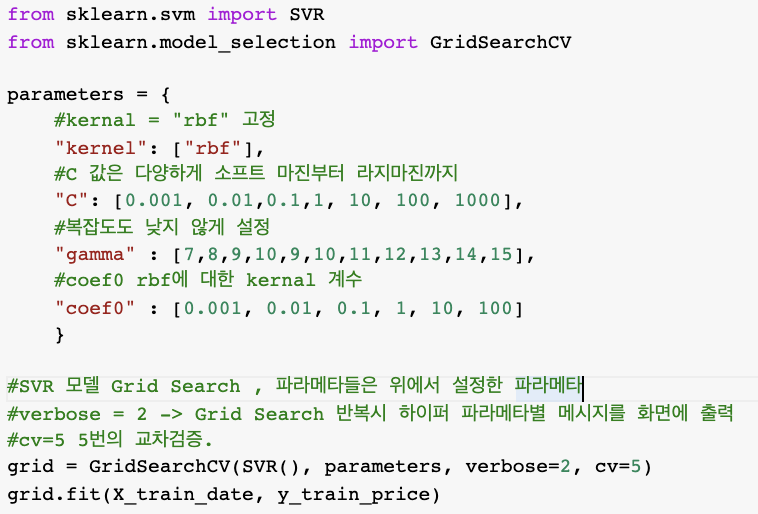 from sklearn.svm import SVR
from sklearn.model_selection import GridSearchCV
parameters = {
#kernal = "rbf" 고정
"kernel": ["rbf"],
#C 값은 다양하게 소프트 마진부터 라지마진까지
"C": [0.001, 0.01,0.1,1, 10, 100, 1000],
#복잡도도 낮지 않게 설정
"gamma" : [7,8,9,10,9,10,11,12,13,14,15],
#coef0 rbf에 대한 kernal 계수
"coef0" : [0.001, 0.01, 0.1, 1, 10, 100]
}
#SVR 모델 Grid Search , 파라메타들은 위에서 설정한 파라메타
#verbose = 2 -> Grid Search 반복시 하이퍼 파라메타별 메시지를 화면에 출력
#cv=5 5번의 교차검증.
grid = GridSearchCV(SVR(), parameters, verbose=2, cv=5)
grid.fit(X_train_date, y_train_price)